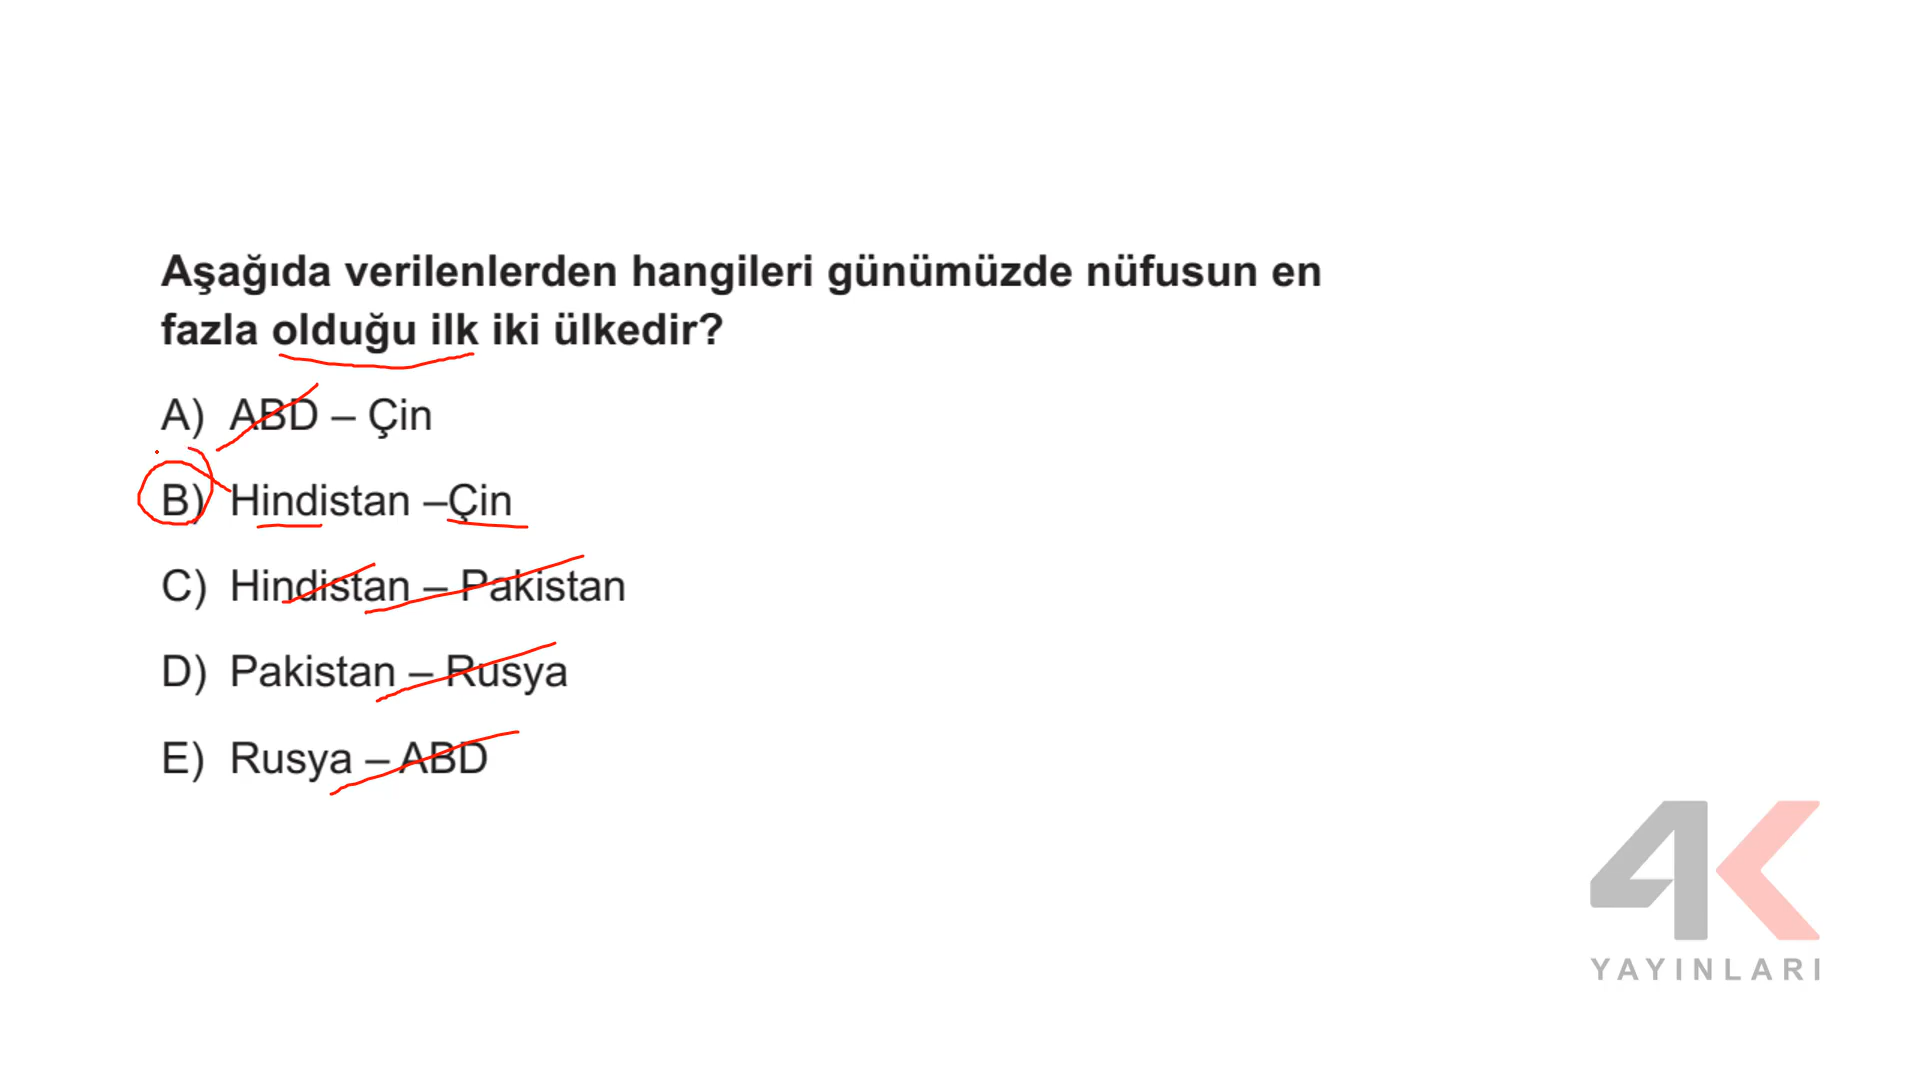 Aşağıda verilenlerden hangileri günümüzde nüfusun en
fazla olduğu ilk iki ülkedir?
A) ABD – Çin
B) Hindistan –Çin
C) Hindistan – Pakistan
D) Pakistan – Rusya
E) Rusya – ABD
4K
YAYINLARI